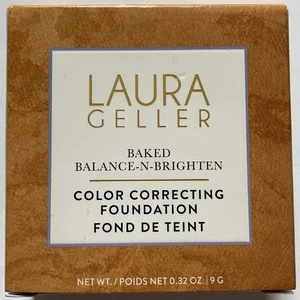 LAURA
GELLER
BAKED
BALANCE-N-BRIGHTEN
COLOR CORRECTING
FOUNDATION
FOND DE TEINT
NET WT. / POIDS NET 0.32 OZ. | 9 G